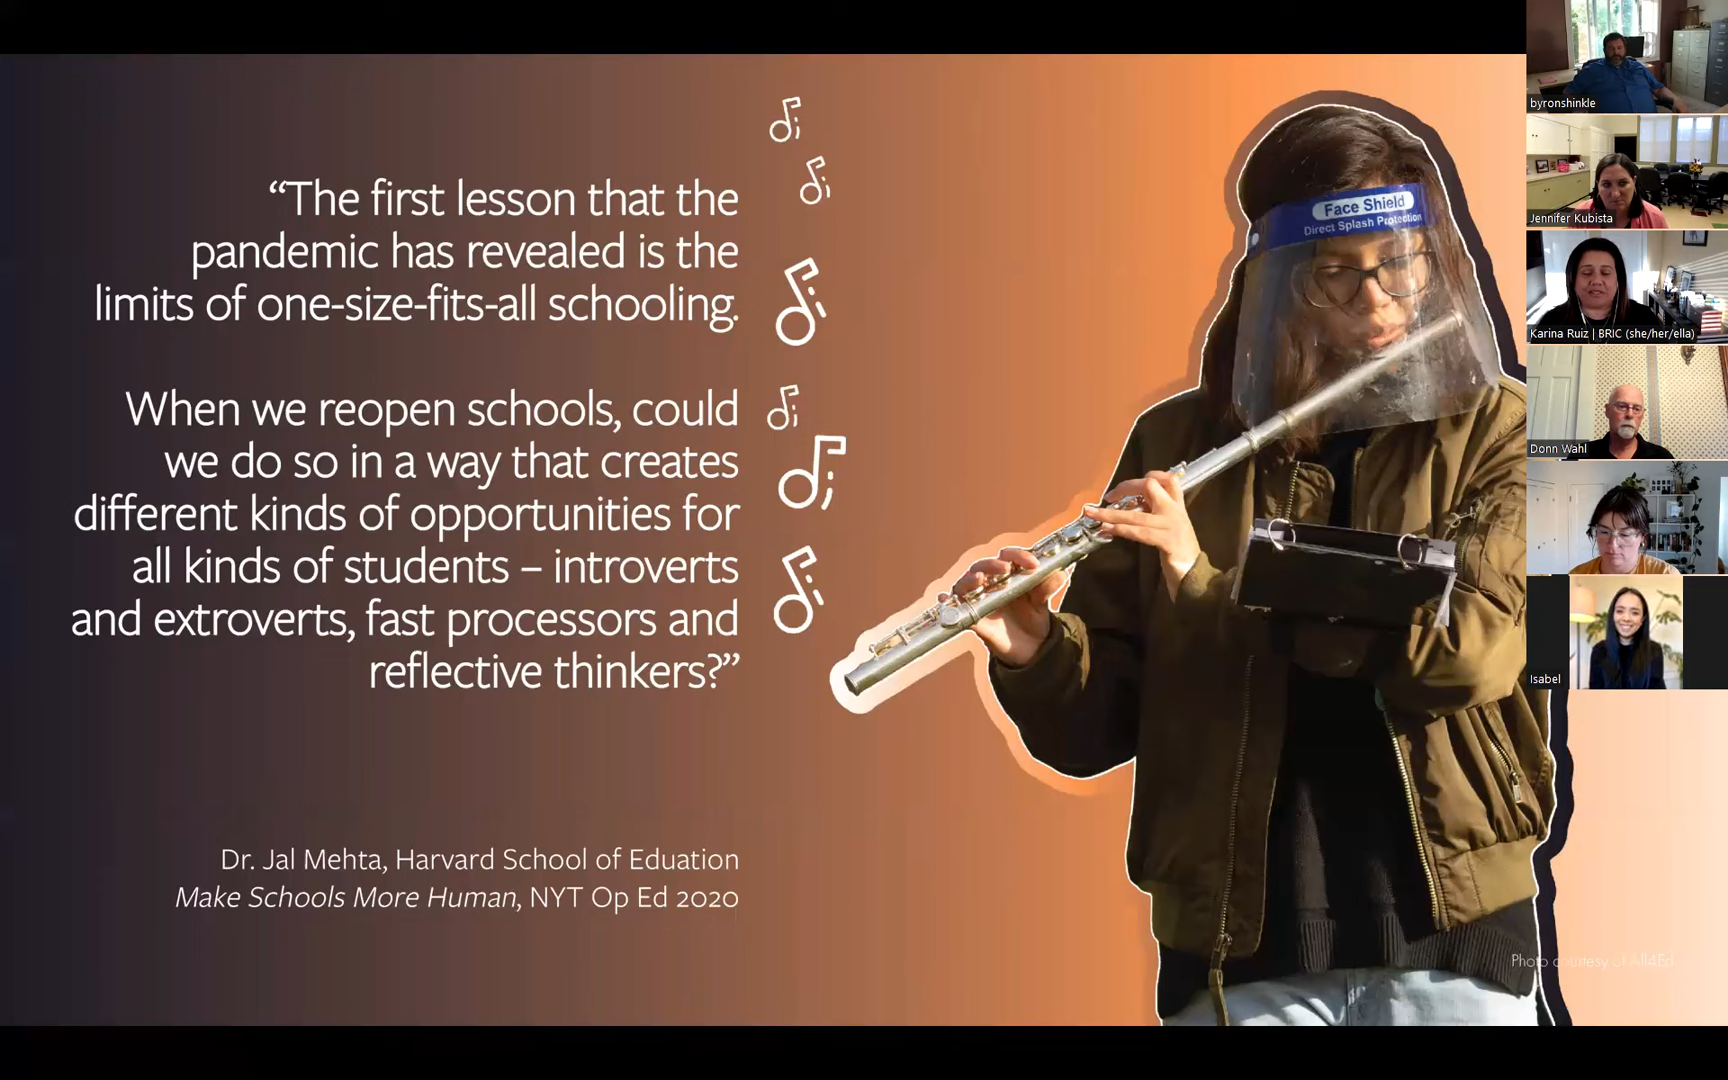 “The first lesson that the
pandemic has revealed is the
limits of one-size-fits-all schooling.
When we reopen schools, could
we do so in a way that creates
different kinds of opportunities for
all kinds of students – introverts
and extroverts, fast processors and
reflective thinkers?”
Dr. Jal Mehta, Harvard School of Eduation
Make Schools More Human, NYT Op Ed 2020
Face Shield
Direct Splash Protection
Photo courtesy of All4Ed
byronshinkle
Jennifer Kubista
Karina Ruiz | BRIC (she/her/ella)
Donn Wahl
Isabel